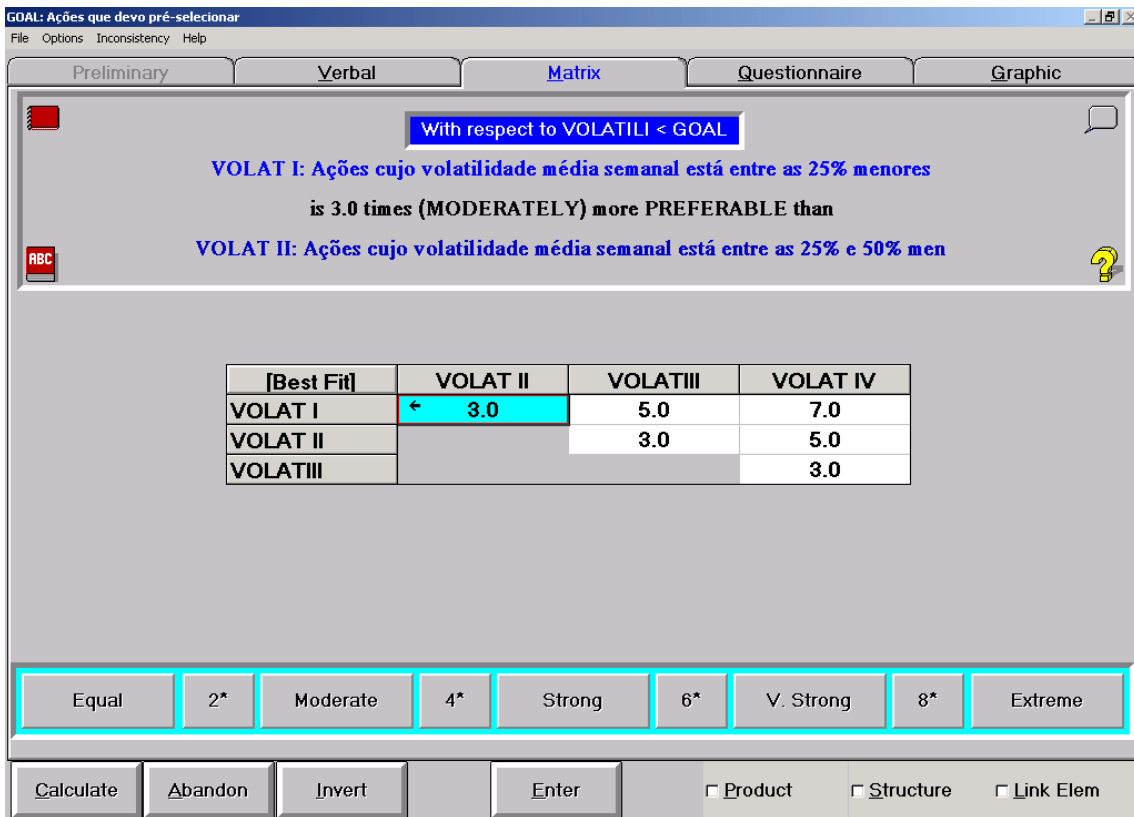 GOAL: Ações que devo pré-selecionar
File Options Inconsistency Help
Preliminary Verbal Matrix Questionnaire Graphic
With respect to VOLATILI < GOAL
VOLAT I: Ações cujo volatilidade média semanal está entre as 25% menores
is 3.0 times (MODERATELY) more PREFERABLE than
VOLAT II: Ações cujo volatilidade média semanal está entre as 25% e 50% men
ABC
[Best Fit] VOLAT II VOLATIII VOLAT IV
VOLAT I 3.0 5.0 7.0
VOLAT II 3.0 5.0
VOLATIII 3.0
Equal 2* Moderate 4* Strong 6* V. Strong 8* Extreme
Calculate Abandon Invert Enter Product Structure Link Elem